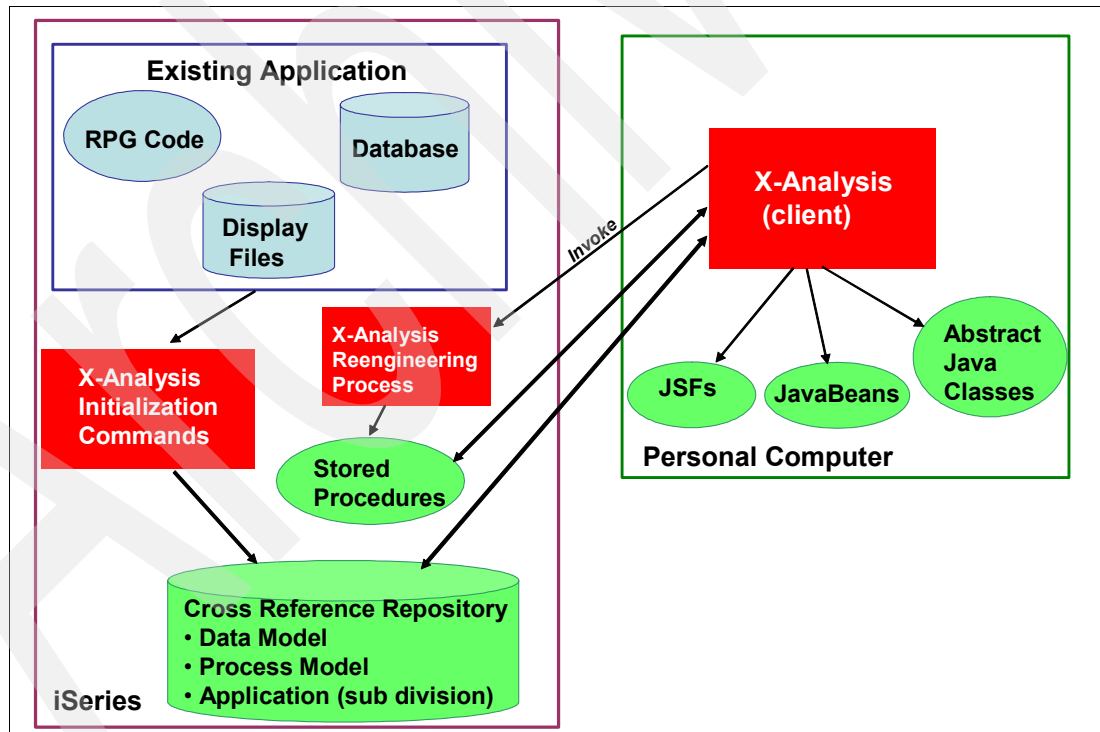 Existing Application
RPG Code
Database
Display
Files
X-Analysis
(client)
Invoke
X-Analysis
Initialization
Commands
X-Analysis
Reengineering
Process
JSFs
JavaBeans
Abstract
Java
Classes
Stored
Procedures
Personal Computer
Cross Reference Repository
• Data Model
• Process Model
• Application (sub division)
iSeries